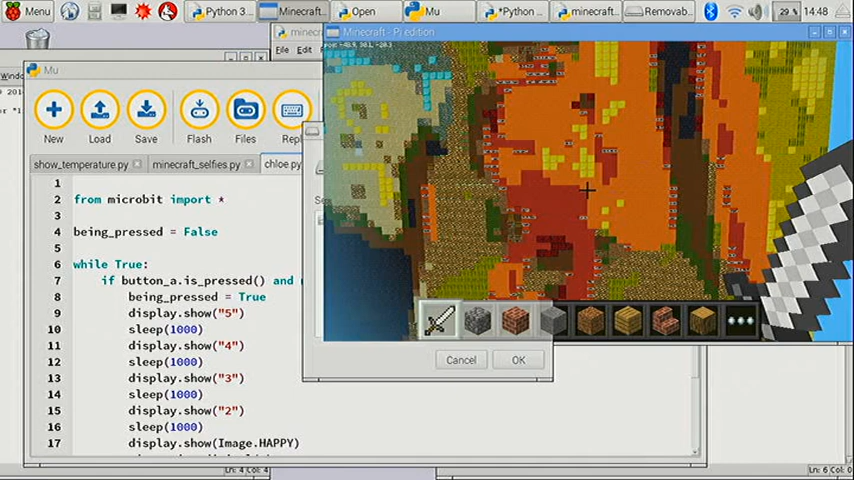 Menu
Python 3...
Minecraft...
Open
Mu
*Python ...
minecraft...
Removab...
29 %
14:48
File Edit
Minecraft - Pi edition
Mu
New
Load
Save
Flash
Files
Repl
show_temperature.py
minecraft_selfies.py
chloe.py
1
2 from microbit import *
3
4 being_pressed = False
5
6 while True:
7 if button_a.is_pressed() and
8 being_pressed = True
9 display.show("5")
10 sleep(1000)
11 display.show("4")
12 sleep(1000)
13 display.show("3")
14 sleep(1000)
15 display.show("2")
16 sleep(1000)
17 display.show(Image.HAPPY)
Cancel
OK
Ln: 4 Col: 4
Ln: 6 Col: 0